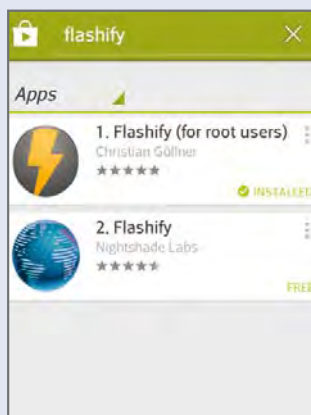 flashify
Apps
1. Flashify (for root users)
Christian Göllner
INSTALLED
2. Flashify
Nightshade Labs
FREE